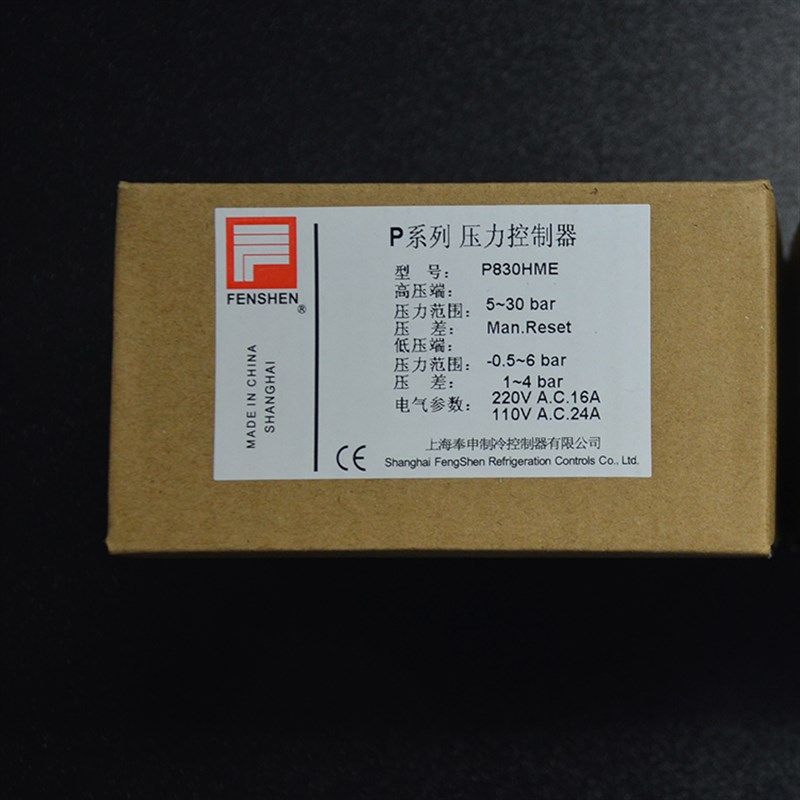 FENSHEN
®
MADE IN CHINA
SHANGHAI
P系列 压力控制器
型 号: P830HME
高压端:
压力范围: 5~30 bar
压 差: Man.Reset
低压端:
压力范围: -0.5~6 bar
压 差: 1~4 bar
电气参数: 220V A.C.16A
110V A.C.24A
CE
上海奉申制冷控制器有限公司
Shanghai FengShen Refrigeration Controls Co., Ltd.